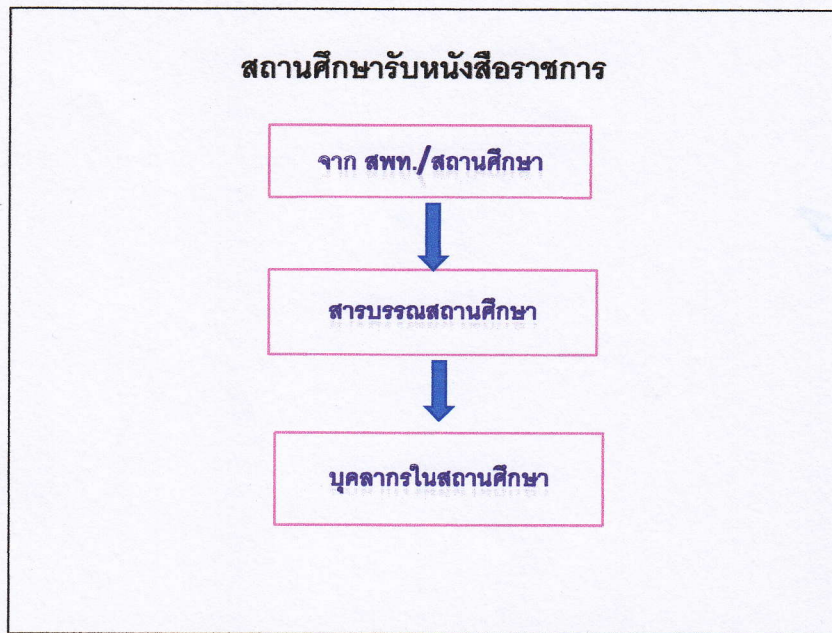 สถานศึกษารับหนังสือราชการ
จาก สพท./สถานศึกษา
สารบรรณสถานศึกษา
บุคลากรในสถานศึกษา